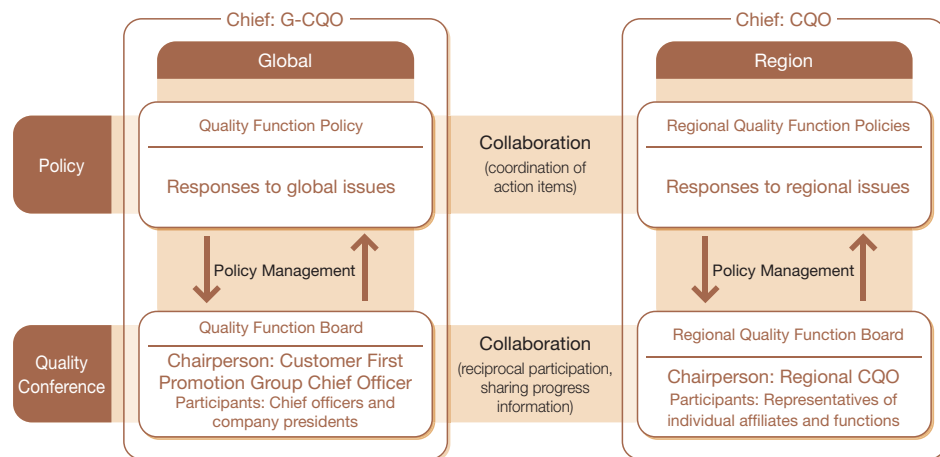 Chief: G-CQO
Chief: CQO
Global
Region
Policy
Quality Function Policy
Responses to global issues
Collaboration
(coordination of
action items)
Regional Quality Function Policies
Responses to regional issues
Policy Management
Policy Management
Quality
Conference
Quality Function Board
Chairperson: Customer First
Promotion Group Chief Officer
Participants: Chief officers and
company presidents
Collaboration
(reciprocal participation,
sharing progress
information)
Regional Quality Function Board
Chairperson: Regional CQO
Participants: Representatives of
individual affiliates and functions